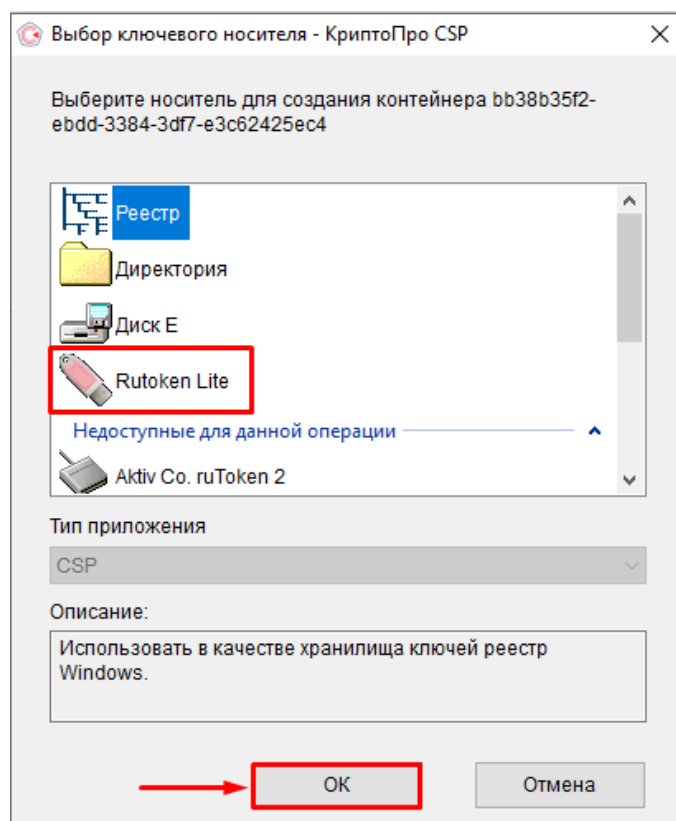 Выбор ключевого носителя - КриптоПро CSP
Выберите носитель для создания контейнера bb38b35f2-
ebdd-3384-3df7-e3c62425ec4
Реестр
Директория
Диск E
Rutoken Lite
Недоступные для данной операции
Aktiv Co. ruToken 2
Тип приложения
CSP
Описание:
Использовать в качестве хранилища ключей реестр
Windows.
ОК
Отмена